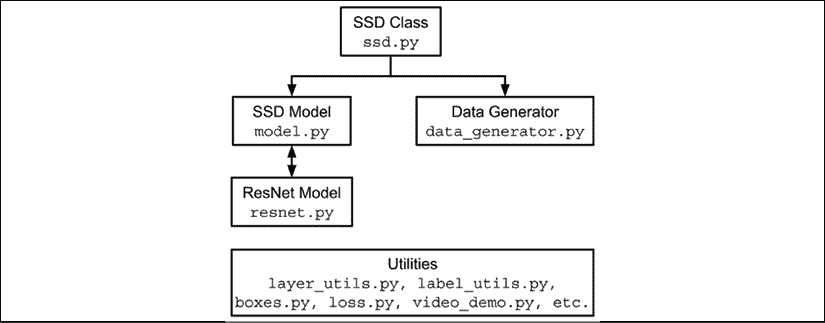 SSD Class
ssd.py
SSD Model
model.py
Data Generator
data_generator.py
ResNet Model
resnet.py
Utilities
layer_utils.py, label_utils.py,
boxes.py, loss.py, video_demo.py, etc.